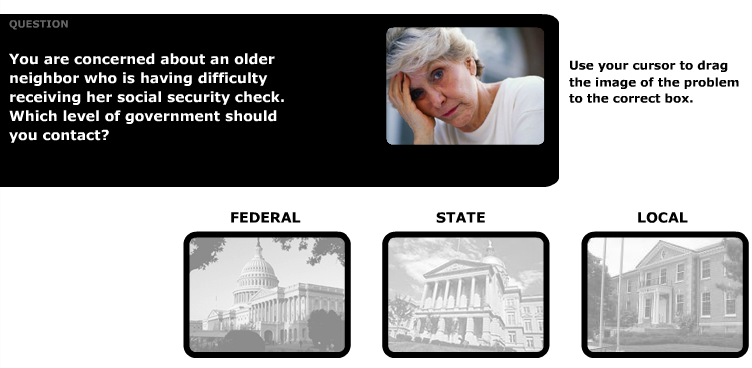 QUESTION
You are concerned about an older
neighbor who is having difficulty
receiving her social security check.
Which level of government should
you contact?
Use your cursor to drag
the image of the problem
to the correct box.
FEDERAL
STATE
LOCAL